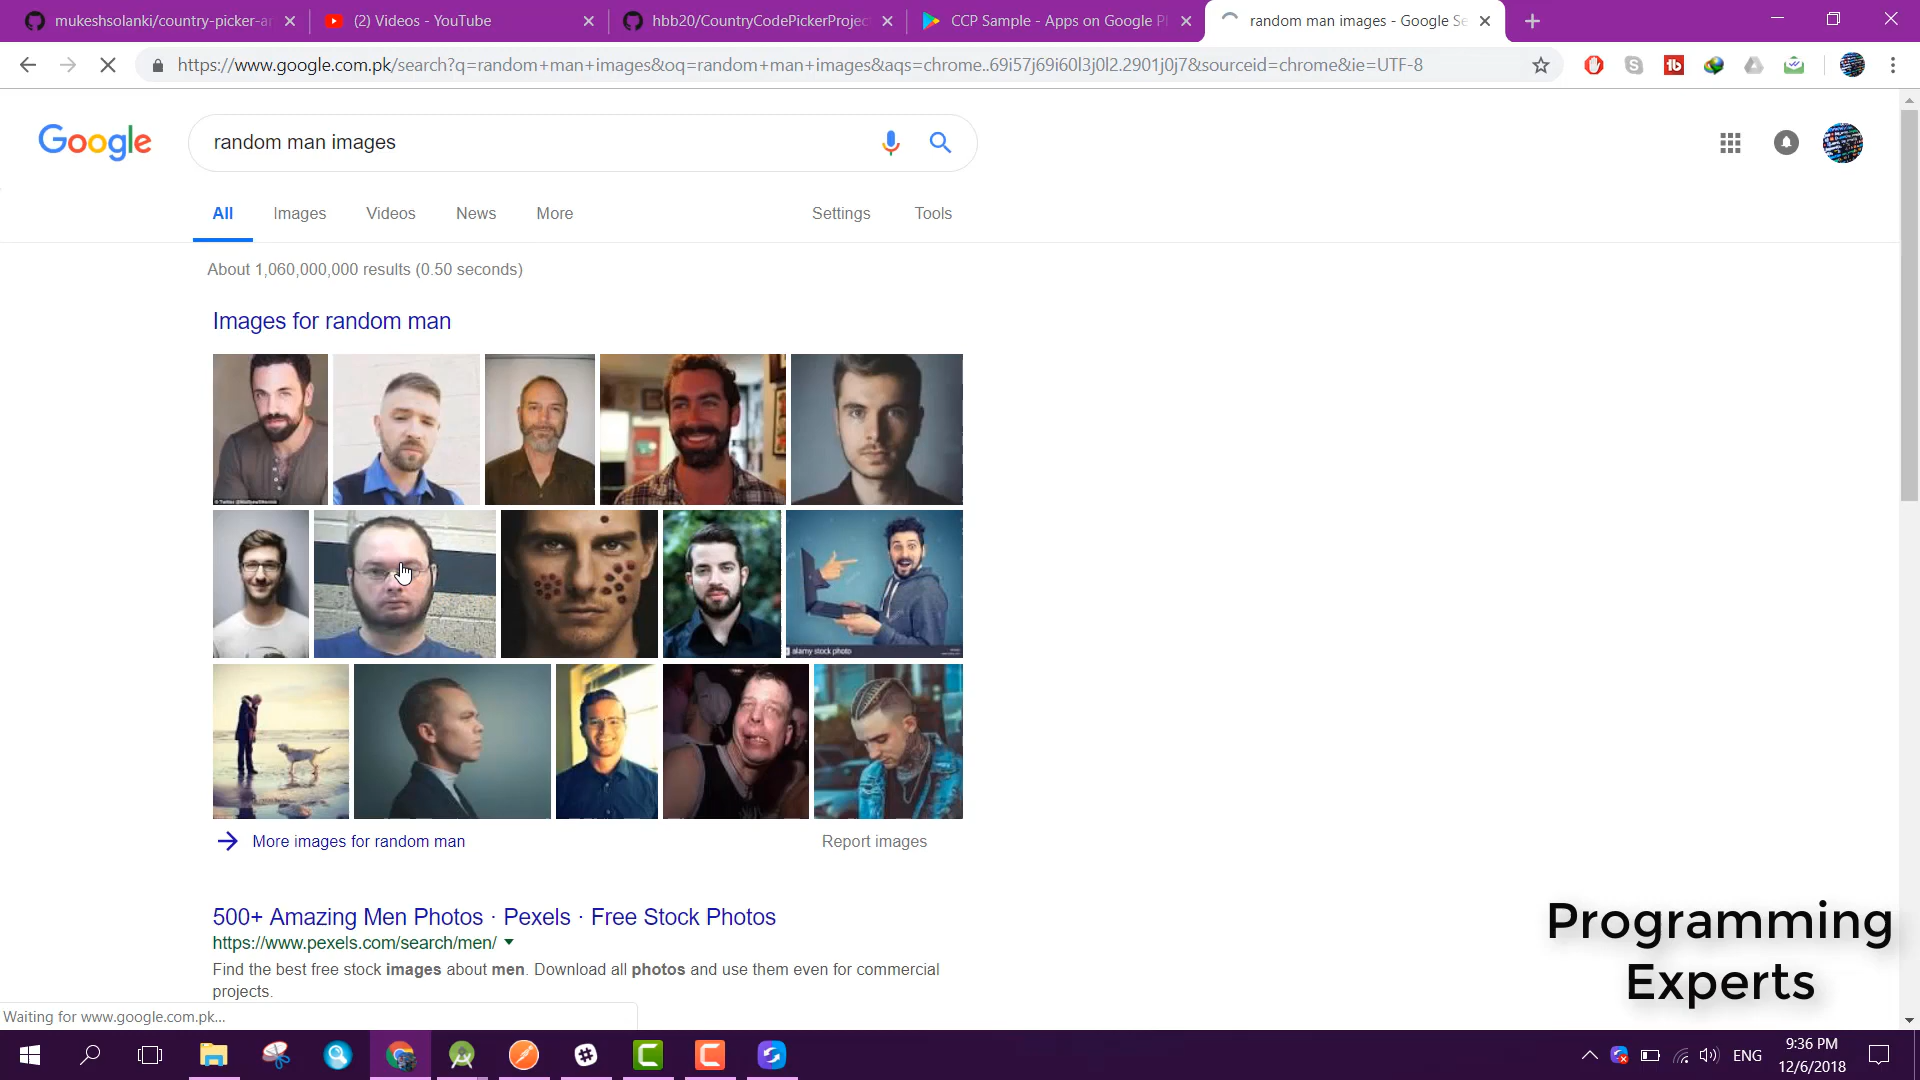 mukeshsolanki/country-picker-an
(2) Videos - YouTube
hbb20/CountryCodePickerProjec
CCP Sample - Apps on Google Pl
random man images - Google Se
https://www.google.com.pk/search?q=random+man+images&oq=random+man+images&aqs=chrome..69i57j69i60l3j0l2.2901j0j7&sourceid=chrome&ie=UTF-8
Google
random man images
All
Images
Videos
News
More
Settings
Tools
About 1,060,000,000 results (0.50 seconds)
Images for random man
alamy stock photo
More images for random man
Report images
500+ Amazing Men Photos · Pexels · Free Stock Photos
https://www.pexels.com/search/men/
Find the best free stock images about men. Download all photos and use them even for commercial
projects.
Programming
Experts
Waiting for www.google.com.pk...
ENG
9:36 PM
12/6/2018